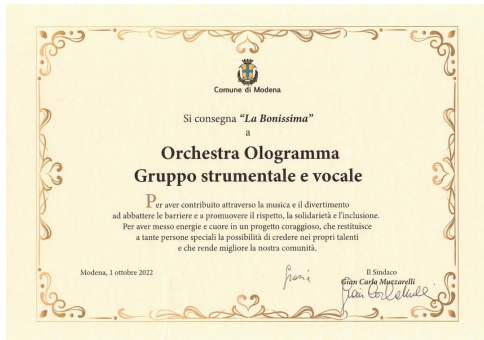 Comune di Modena
Si consegna "La Bonissima"
a
Orchestra Ologramma
Gruppo strumentale e vocale
Per aver contribuito attraverso la musica e il divertimento
ad abbattere le barriere e a promuovere il rispetto, la solidarietà e l'inclusione.
Per aver messo energie e cuore in un progetto coraggioso, che restituisce
a tante persone speciali la possibilità di credere nei propri talenti
e che rende migliore la nostra comunità.
Modena, 1 ottobre 2022
Grazie
Il Sindaco
Gian Carlo Muzzarelli